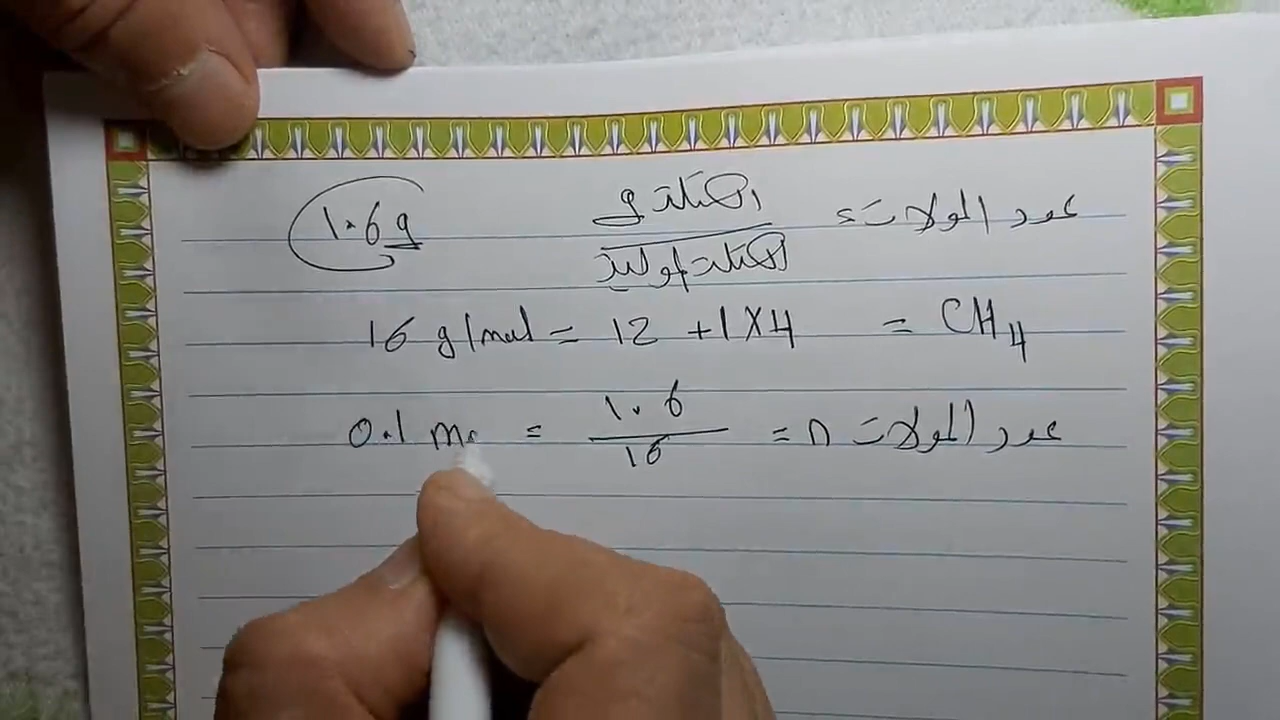 عدد المولات = الكتلة g / الكتلة المولية 1.6g
CH4 = 12 + 1 × 4 = 16 g/mol
عدد المولات n = 1.6 / 16 = 0.1 mo